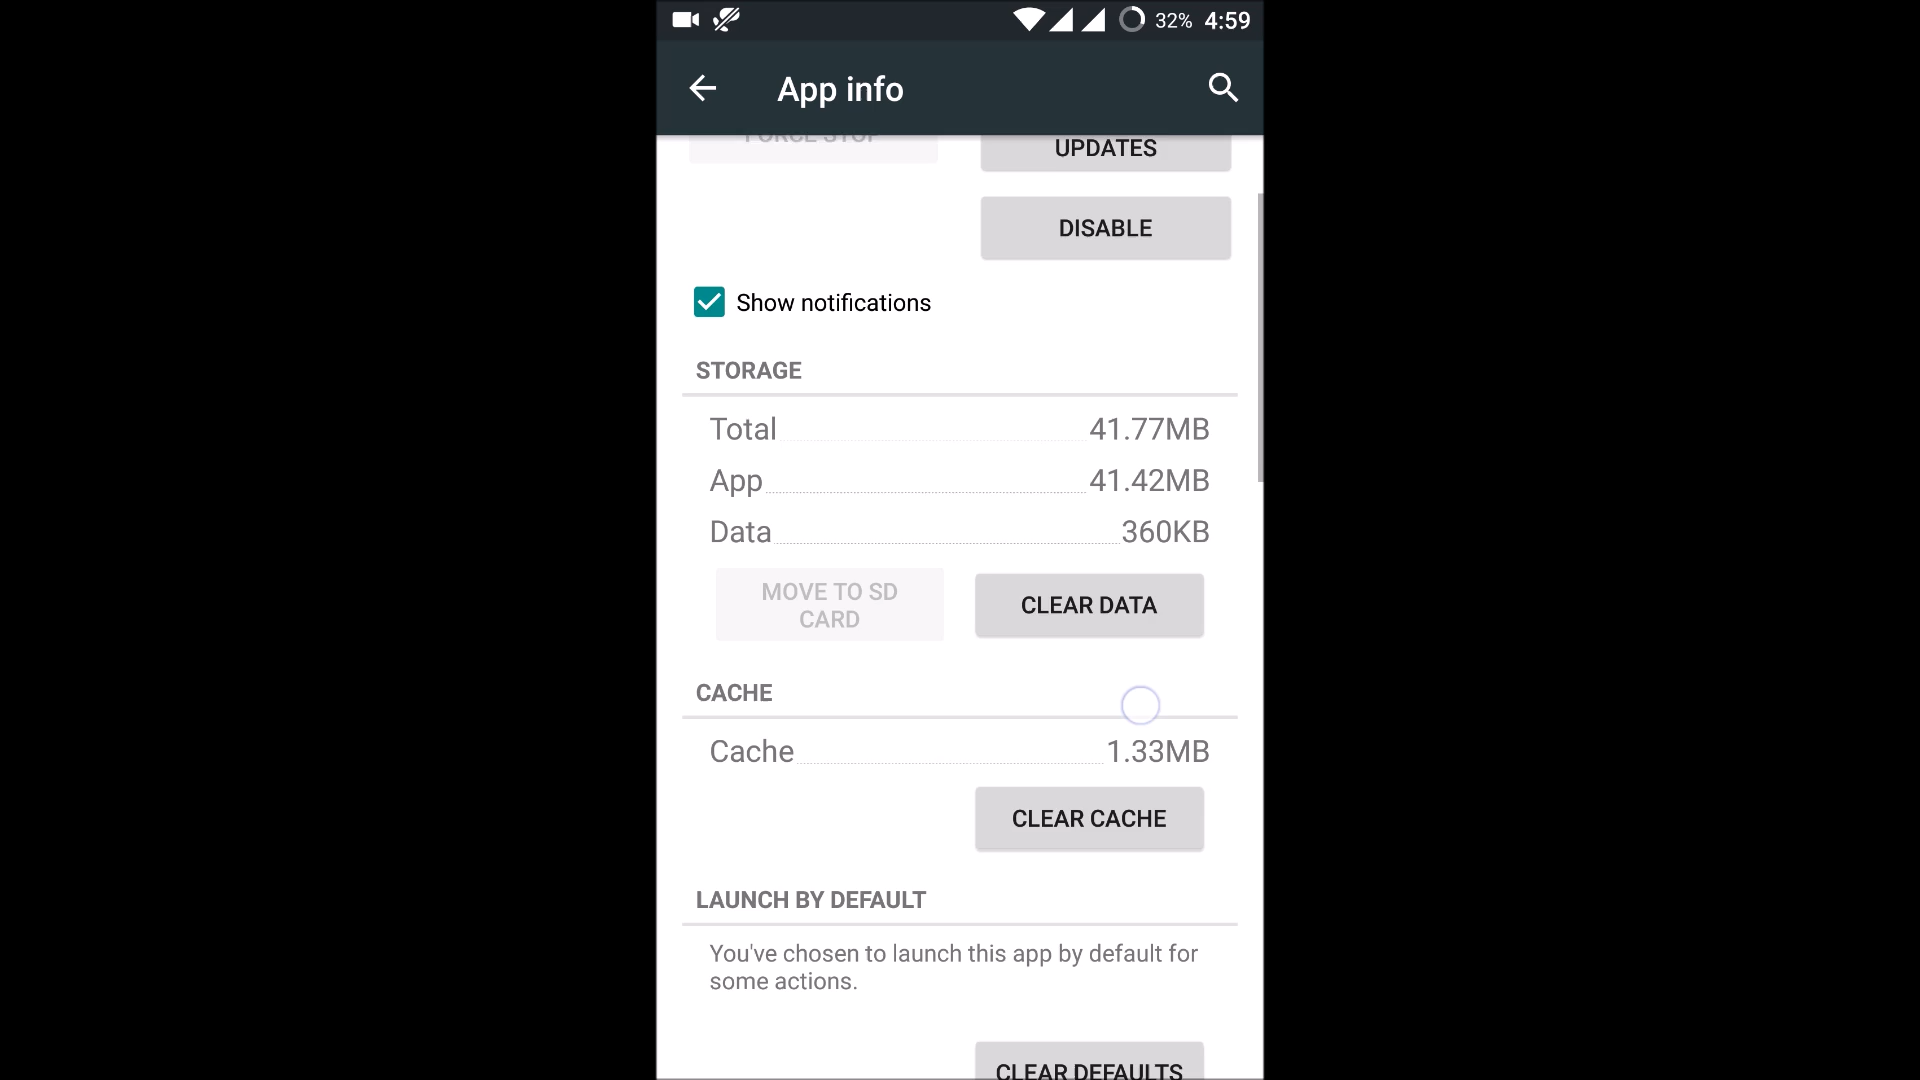 32% 4:59
App info
FORCE STOP
UPDATES
DISABLE
Show notifications
STORAGE
Total 41.77MB
App 41.42MB
Data 360KB
MOVE TO SD
CARD
CLEAR DATA
CACHE
Cache 1.33MB
CLEAR CACHE
LAUNCH BY DEFAULT
You've chosen to launch this app by default for
some actions.
CLEAR DEFAULTS